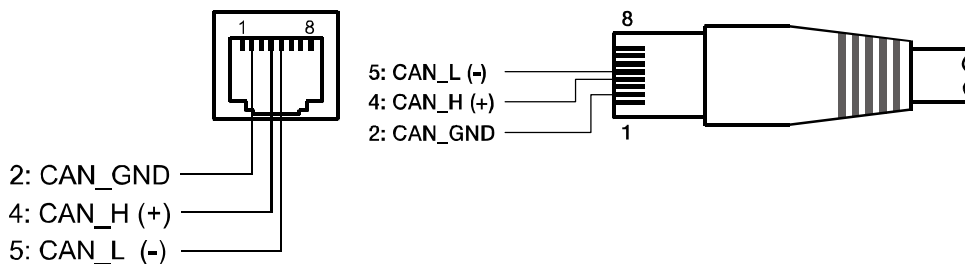 1 8
2: CAN_GND
4: CAN_H (+)
5: CAN_L (-)
8
5: CAN_L (-)
4: CAN_H (+)
2: CAN_GND
1